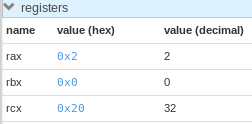 registers
name value (hex) value (decimal)
rax 0x2 2
rbx 0x0 0
rcx 0x20 32